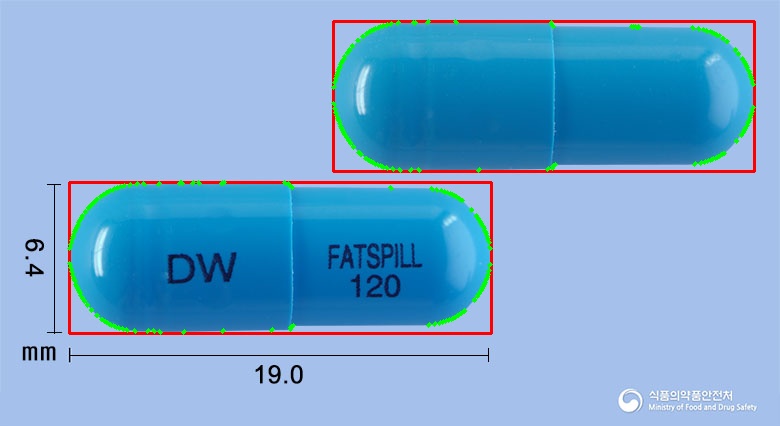 DW
FATSPILL
120
6.4
mm
19.0
식품의약품안전처
Ministry of Food and Drug Safety